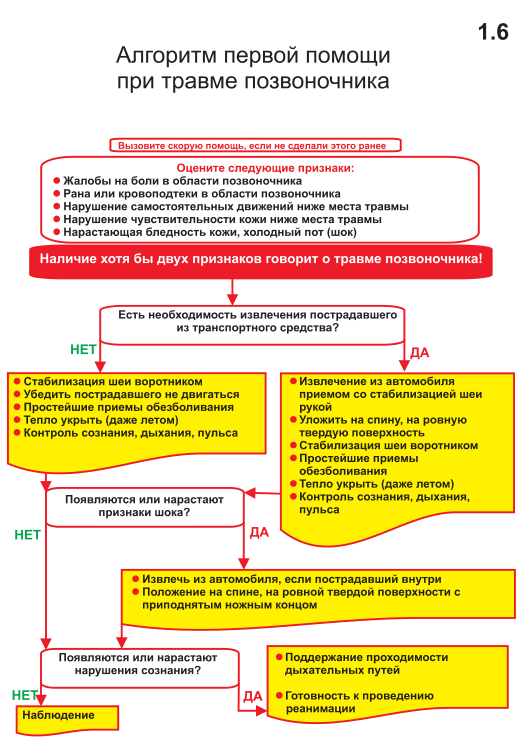 1.6
Алгоритм первой помощи
при травме позвоночника
Вызовите скорую помощь, если не сделали этого ранее
Оцените следующие признаки:
Жалобы на боли в области позвоночника
Рана или кровоподтеки в области позвоночника
Нарушение самостоятельных движений ниже места травмы
Нарушение чувствительности кожи ниже места травмы
Нарастающая бледность кожи, холодный пот (шок)
Наличие хотя бы двух признаков говорит о травме позвоночника!
Есть необходимость извлечения пострадавшего
из транспортного средства?
НЕТ
ДА
Стабилизация шеи воротником
Убедить пострадавшего не двигаться
Простейшие приемы обезболивания
Тепло укрыть (даже летом)
Контроль сознания, дыхания, пульса
Извлечение из автомобиля
приемом со стабилизацией шеи
рукой
Уложить на спину, на ровную
твердую поверхность
Стабилизация шеи воротником
Простейшие приемы
обезболивания
Тепло укрыть (даже летом)
Контроль сознания, дыхания,
пульса
Появляются или нарастают
признаки шока?
НЕТ
ДА
Извлечь из автомобиля, если пострадавший внутри
Положение на спине, на ровной твердой поверхности с
приподнятым ножным концом
Появляются или нарастают
нарушения сознания?
НЕТ
ДА
Наблюдение
Поддержание проходимости
дыхательных путей
Готовность к проведению
реанимации